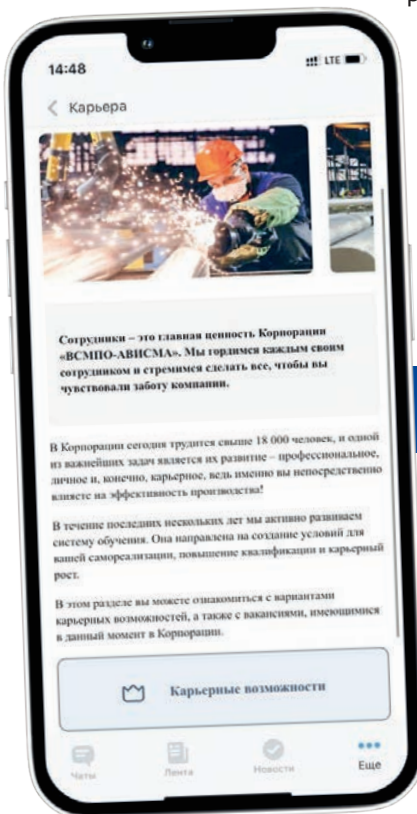 14:48
LTE
Карьера
Сотрудники – это главная ценность Корпорации
«ВСМПО-АВИСМА». Мы гордимся каждым своим
сотрудником и стремимся сделать все, чтобы вы
чувствовали заботу компании.
В Корпорации сегодня трудится свыше 18 000 человек, и одной
из важнейших задач является их развитие – профессиональное,
личное и, конечно, карьерное, ведь именно вы непосредственно
влияете на эффективность производства!
В течение последних нескольких лет мы активно развиваем
систему обучения. Она направлена на создание условий для
вашей самореализации, повышение квалификации и карьерный
рост.
В этом разделе вы можете ознакомиться с вариантами
карьерных возможностей, а также с вакансиями, имеющимися
в данный момент в Корпорации.
Карьерные возможности
Чаты
Лента
Новости
Еще